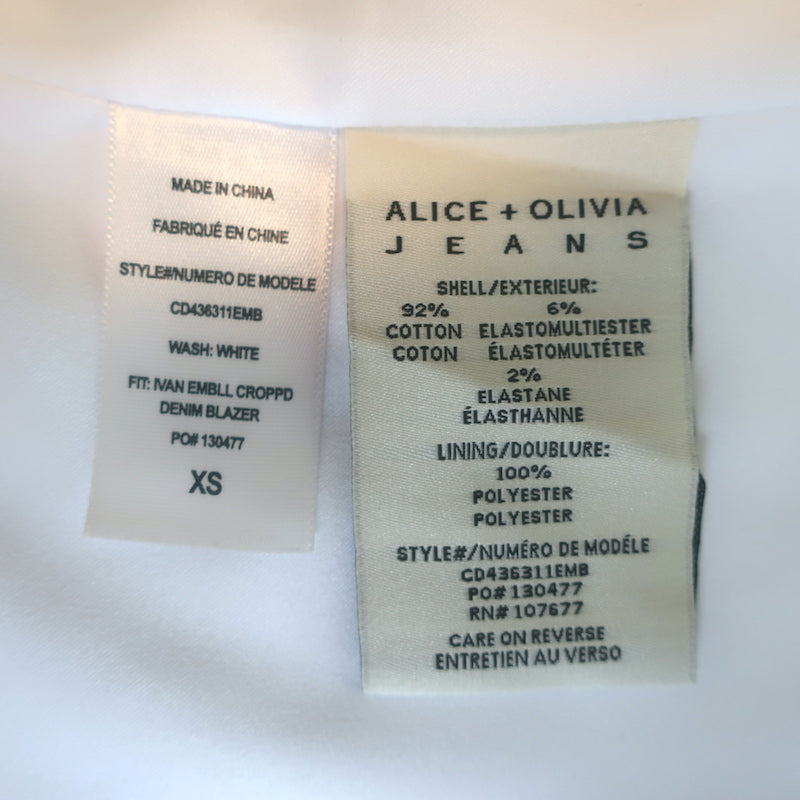 MADE IN CHINA
FABRIQUÉ EN CHINE
STYLE#/NUMERO DE MODELE
CD436311EMB
WASH: WHITE
FIT: IVAN EMBLL CROPPD
DENIM BLAZER
PO# 130477
XS
ALICE + OLIVIA
JEANS
SHELL/EXTERIEUR:
92% 6%
COTTON ELASTOMULTIESTER
COTON ÉLASTOMULTÉTER
2%
ELASTANE
ÉLASTHANNE
LINING/DOUBLURE:
100%
POLYESTER
POLYESTER
STYLE#/NUMÉRO DE MODÉLE
CD436311EMB
PO# 130477
RN# 107677
CARE ON REVERSE
ENTRETIEN AU VERSO